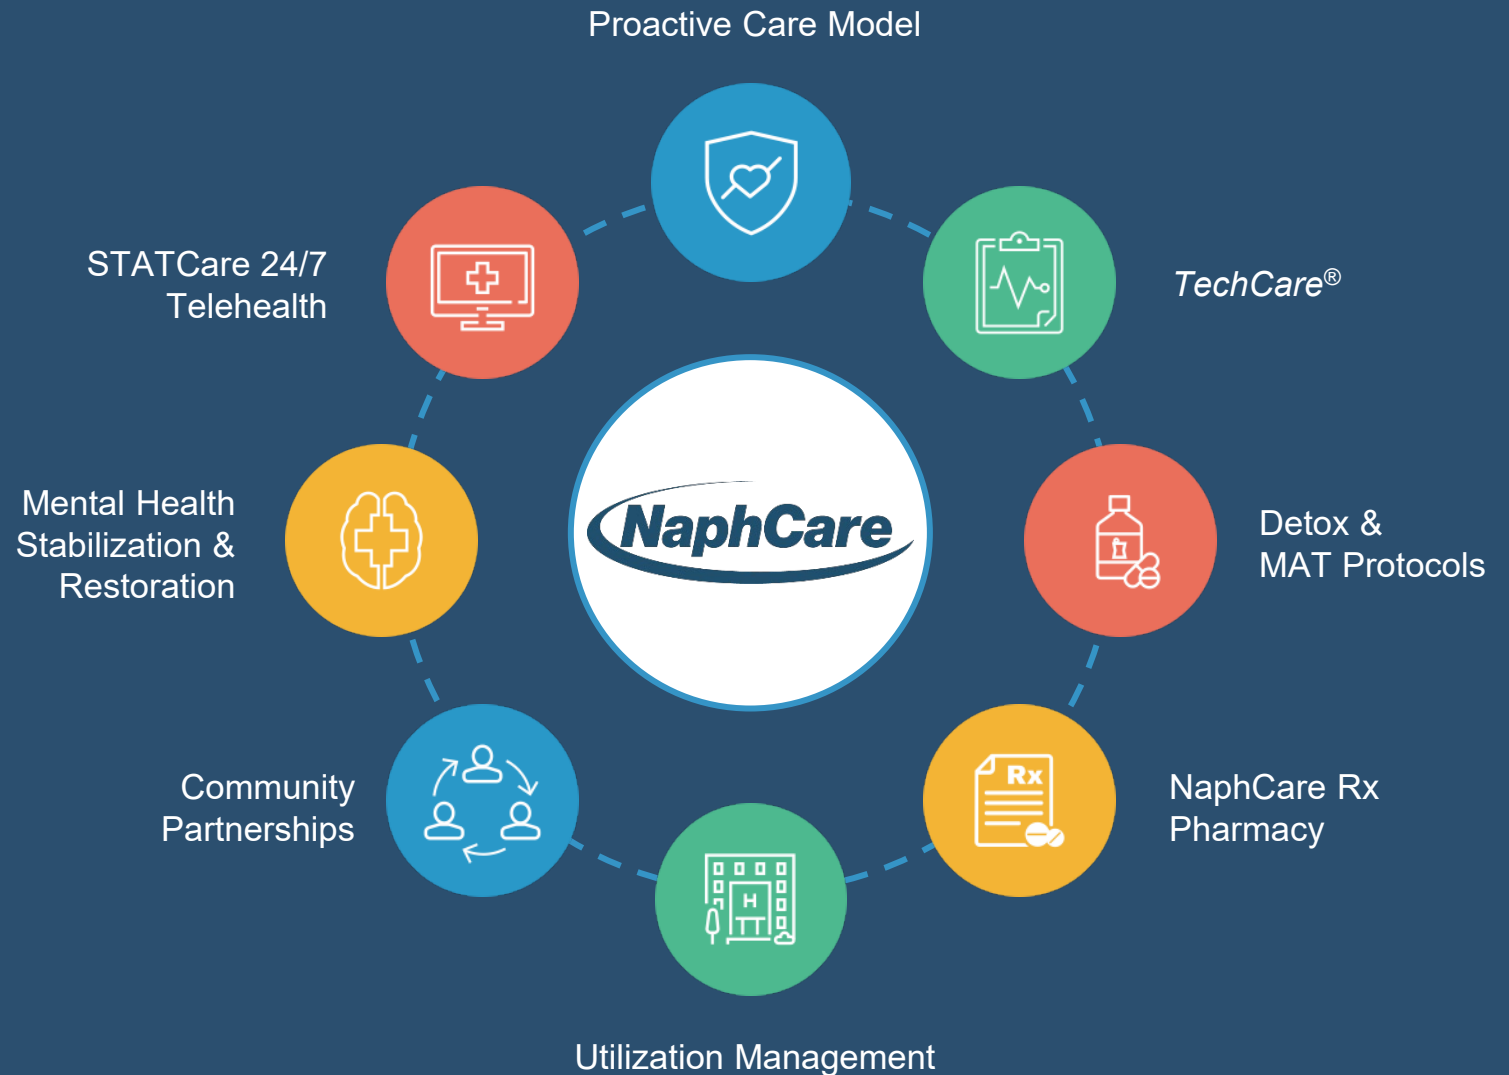 Proactive Care Model
STATCare 24/7
Telehealth
TechCare®
Mental Health
Stabilization &
Restoration
NaphCare
Detox &
MAT Protocols
Community
Partnerships
Rx
NaphCare Rx
Pharmacy
H
Utilization Management